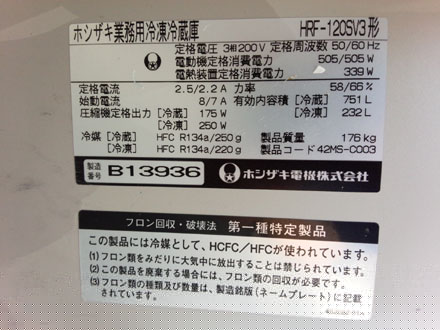 ホシザキ業務用冷凍冷蔵庫 HRF-120SV3形
定格電圧 3相200V 定格周波数 50/60Hz
電動機定格消費電力 505/505W
電熱装置定格消費電力 339W
定格電流 2.5/2.2A 力率 58/66%
始動電流 8/7A 有効内容積 [冷蔵] 751L
圧縮機定格出力 [冷蔵] 175W [冷凍] 232L
[冷凍] 250W
冷媒 [冷蔵] HFC R134a/250g 製品質量 176kg
[冷凍] HFC R134a/220g 製品コード 42MS-C003
製造番号 B13936 ホシザキ電機株式会社
フロン回収・破壊法 第一種特定製品
この製品には冷媒として、HCFC/HFCが使われています。
(1) フロンをみだりに大気中に放出することは禁じられています。
(2) この製品を廃棄する場合には、フロン類の回収が必要です。
(3) フロン類の種類及び数量は、製造銘版(ネームプレート)に記載
されています。